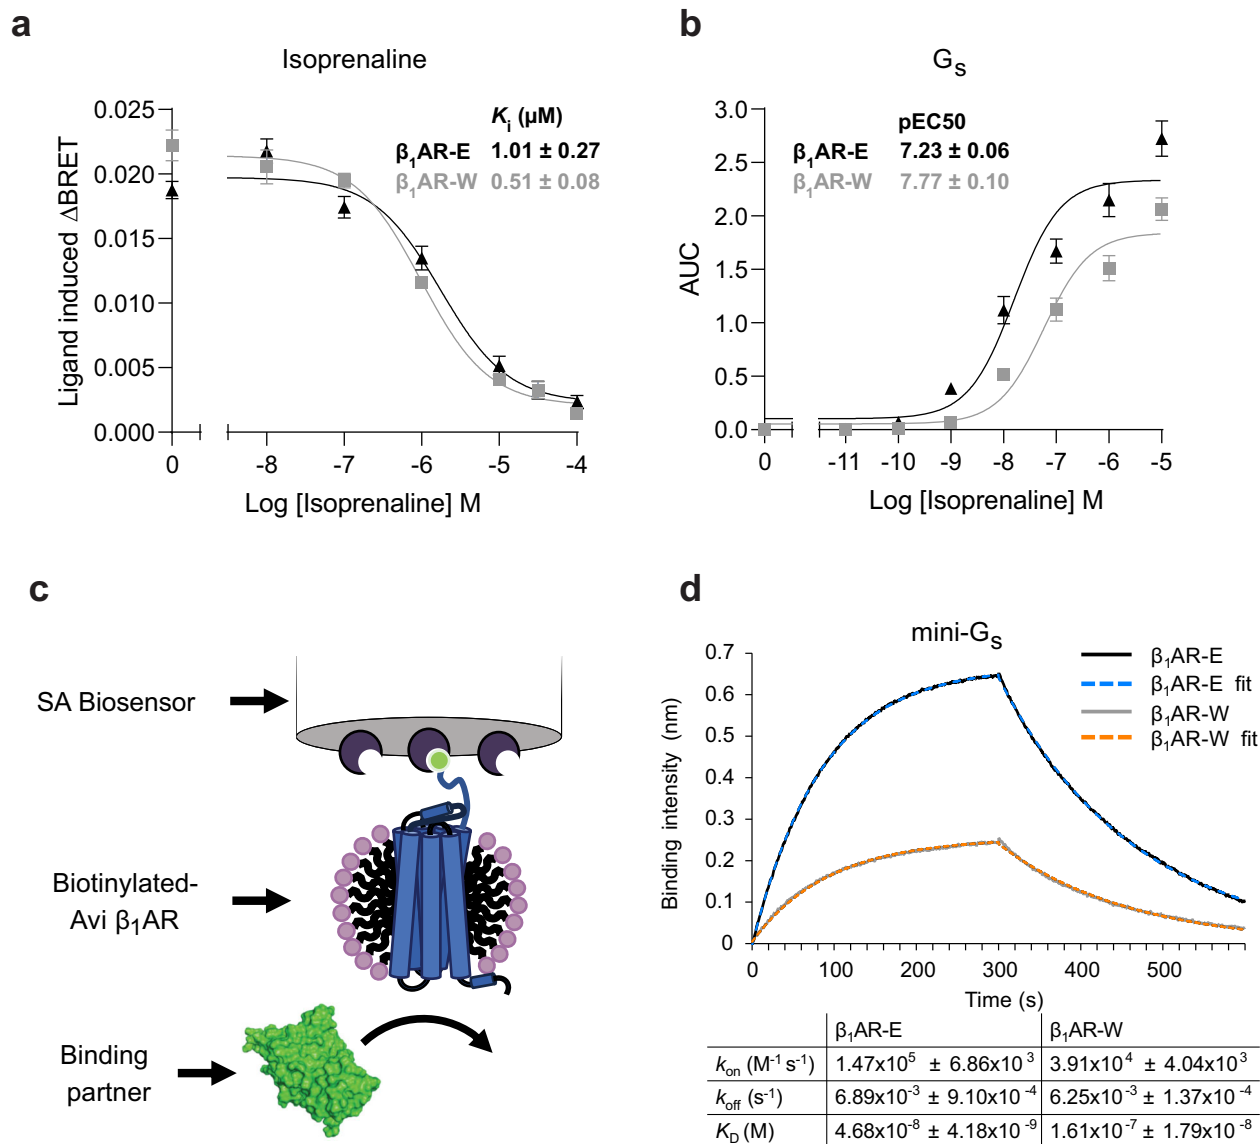 a
Isoprenaline
Ligand induced ΔBRET
0.025
0.020
0.015
0.010
0.005
0.000
0 -8 -7 -6 -5 -4
Log [Isoprenaline] M
Ki (µM)
β1AR-E 1.01 ± 0.27
β1AR-W 0.51 ± 0.08
b
Gs
AUC
3.0
2.5
2.0
1.5
1.0
0.5
0.0
0 -11 -10 -9 -8 -7 -6 -5
Log [Isoprenaline] M
pEC50
β1AR-E 7.23 ± 0.06
β1AR-W 7.77 ± 0.10
c
SA Biosensor
Biotinylated-
Avi β1AR
Binding
partner
d
mini-Gs
Binding intensity (nm)
0.7
0.6
0.5
0.4
0.3
0.2
0.1
0
0 100 200 300 400 500
Time (s)
β1AR-E
β1AR-E fit
β1AR-W
β1AR-W fit
β1AR-E β1AR-W
kon (M⁻¹ s⁻¹) 1.47x10⁵ ± 6.86x10³ 3.91x10⁴ ± 4.04x10³
koff (s⁻¹) 6.89x10⁻³ ± 9.10x10⁻⁴ 6.25x10⁻³ ± 1.37x10⁻⁴
KD (M) 4.68x10⁻⁸ ± 4.18x10⁻⁹ 1.61x10⁻⁷ ± 1.79x10⁻⁸